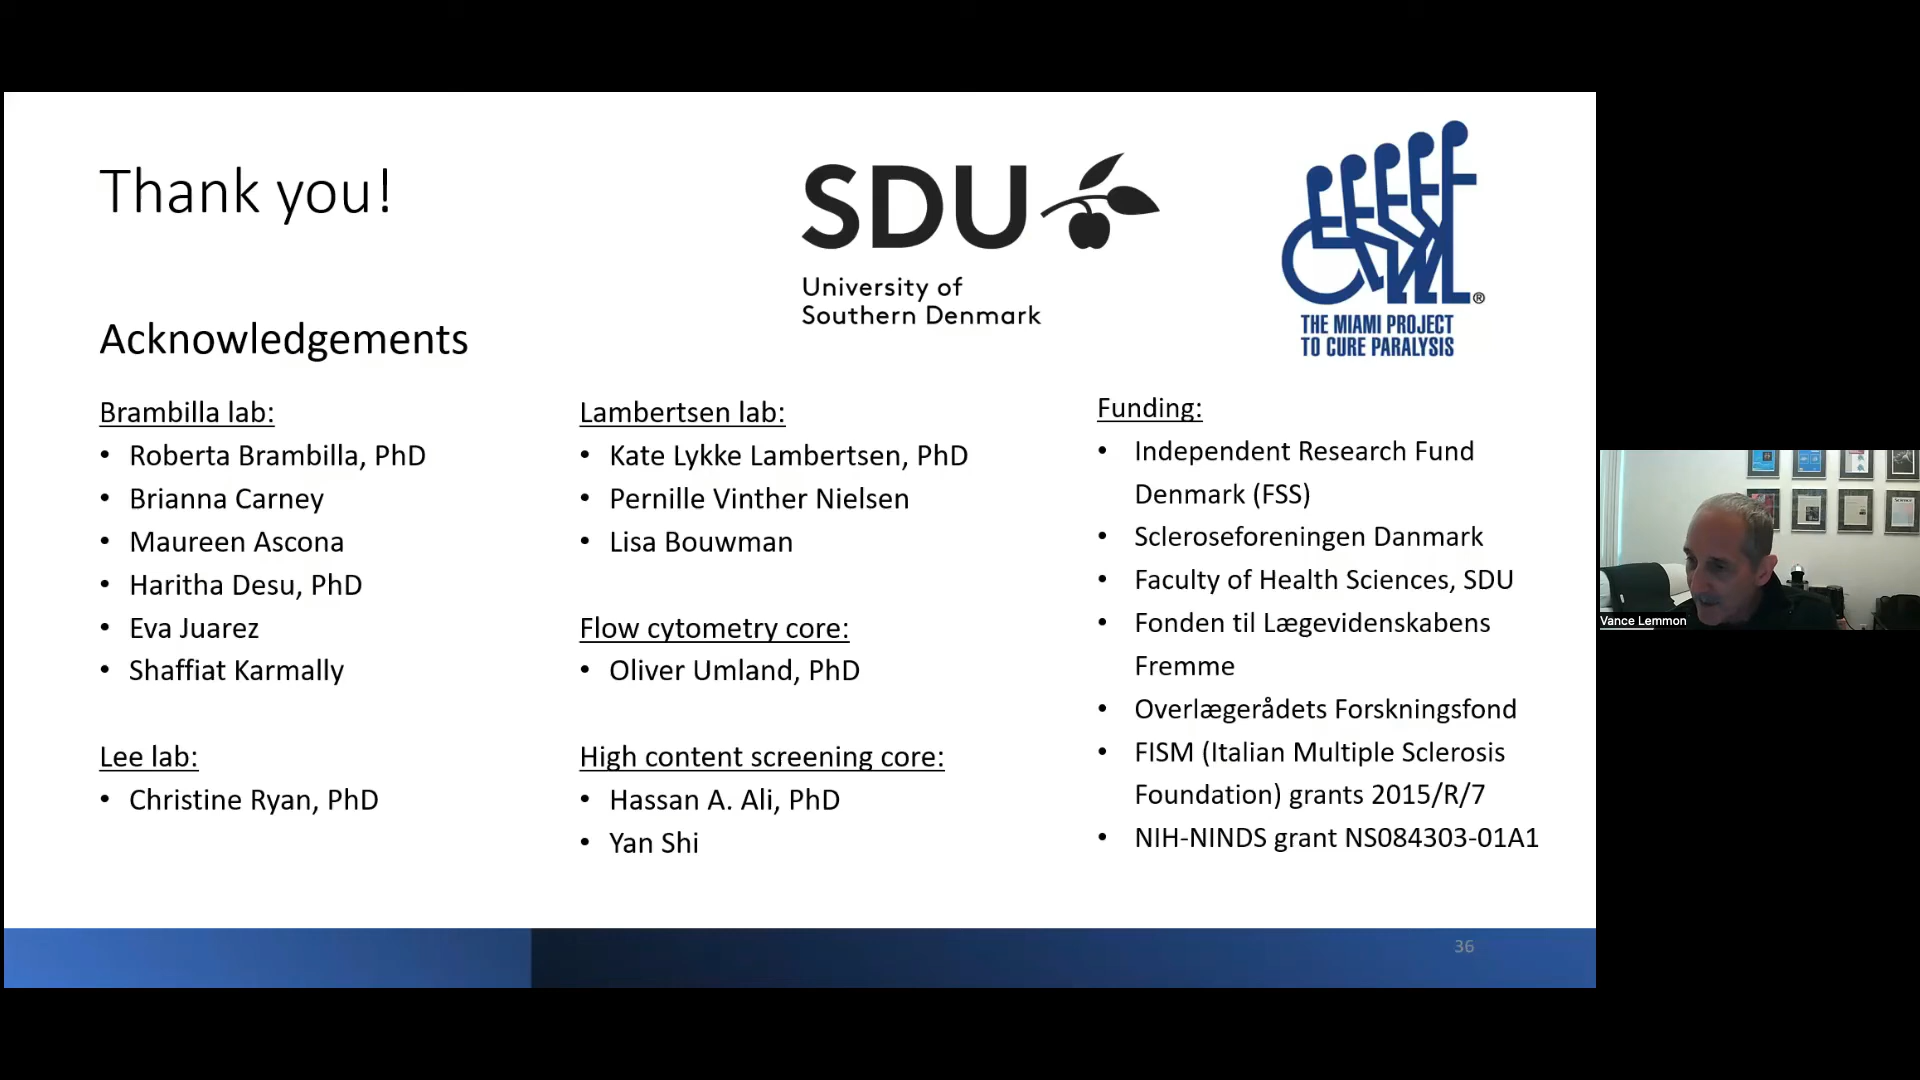 Thank you!
SDU
University of
Southern Denmark
®
THE MIAMI PROJECT
TO CURE PARALYSIS
Acknowledgements
Brambilla lab:
• Roberta Brambilla, PhD
• Brianna Carney
• Maureen Ascona
• Haritha Desu, PhD
• Eva Juarez
• Shaffiat Karmally
Lee lab:
• Christine Ryan, PhD
Lambertsen lab:
• Kate Lykke Lambertsen, PhD
• Pernille Vinther Nielsen
• Lisa Bouwman
Flow cytometry core:
• Oliver Umland, PhD
High content screening core:
• Hassan A. Ali, PhD
• Yan Shi
Funding:
• Independent Research Fund
Denmark (FSS)
• Scleroseforeningen Danmark
• Faculty of Health Sciences, SDU
• Fonden til Lægevidenskabens
Fremme
• Overlægerådets Forskningsfond
• FISM (Italian Multiple Sclerosis
Foundation) grants 2015/R/7
• NIH-NINDS grant NS084303-01A1
36
Vance Lemmon